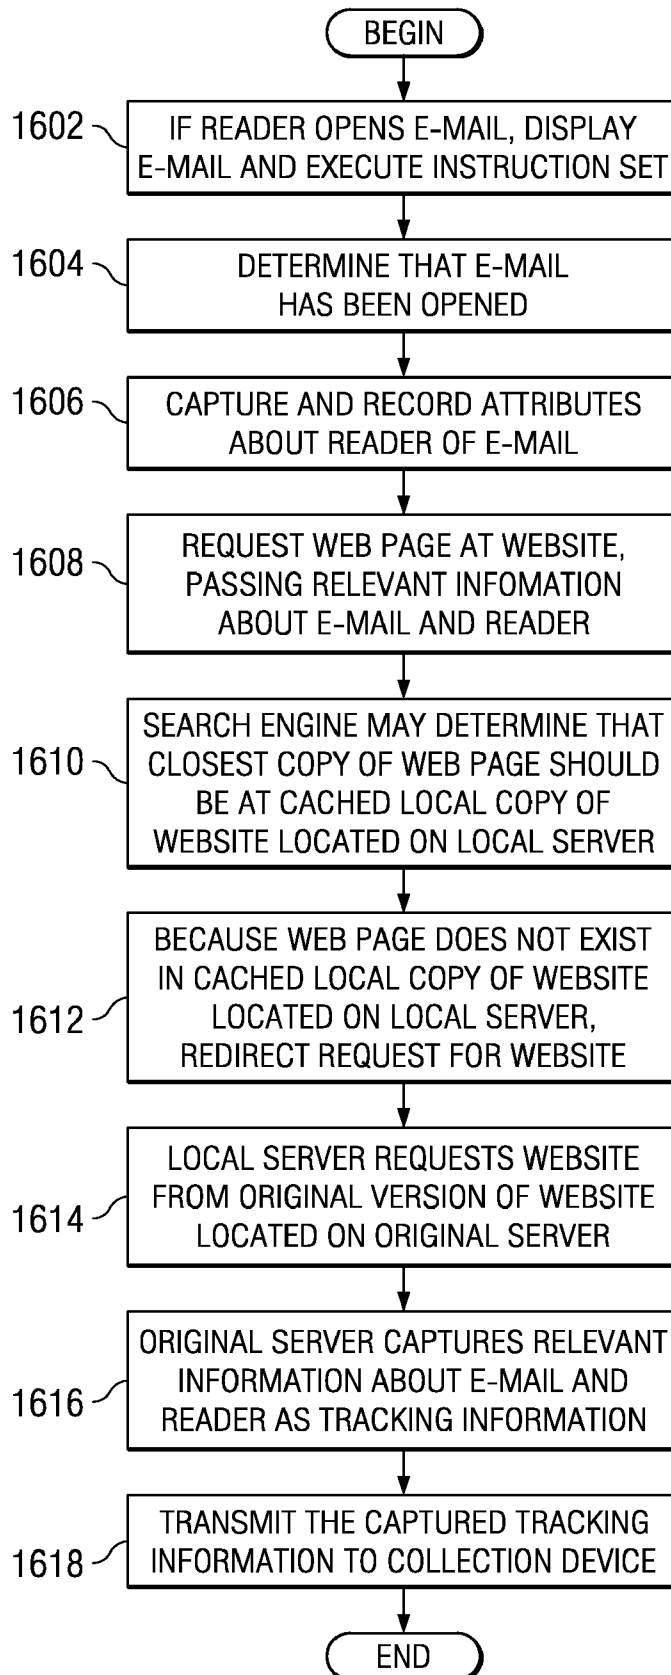 BEGIN
1602
IF READER OPENS E-MAIL, DISPLAY
E-MAIL AND EXECUTE INSTRUCTION SET
1604
DETERMINE THAT E-MAIL
HAS BEEN OPENED
1606
CAPTURE AND RECORD ATTRIBUTES
ABOUT READER OF E-MAIL
1608
REQUEST WEB PAGE AT WEBSITE,
PASSING RELEVANT INFOMATION
ABOUT E-MAIL AND READER
1610
SEARCH ENGINE MAY DETERMINE THAT
CLOSEST COPY OF WEB PAGE SHOULD
BE AT CACHED LOCAL COPY OF
WEBSITE LOCATED ON LOCAL SERVER
1612
BECAUSE WEB PAGE DOES NOT EXIST
IN CACHED LOCAL COPY OF WEBSITE
LOCATED ON LOCAL SERVER,
REDIRECT REQUEST FOR WEBSITE
1614
LOCAL SERVER REQUESTS WEBSITE
FROM ORIGINAL VERSION OF WEBSITE
LOCATED ON ORIGINAL SERVER
1616
ORIGINAL SERVER CAPTURES RELEVANT
INFORMATION ABOUT E-MAIL AND
READER AS TRACKING INFORMATION
1618
TRANSMIT THE CAPTURED TRACKING
INFORMATION TO COLLECTION DEVICE
END